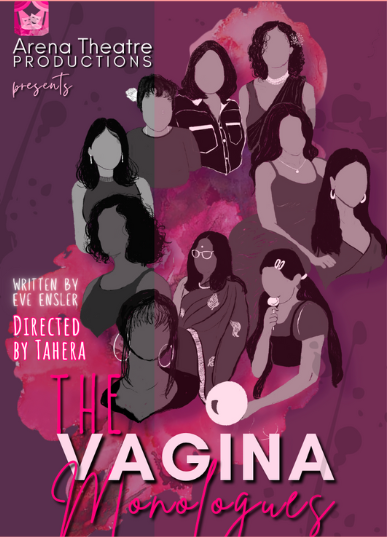 Arena Theatre
PRODUCTIONS
presents
WRITTEN BY
EVE ENSLER
DIRECTED
BY TAHERA
THE
VAGINA
Monologues